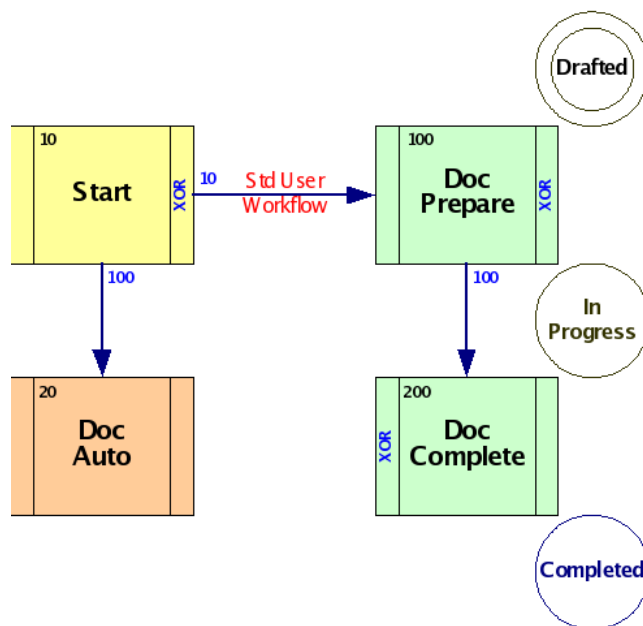 Drafted
10
100
Start
XOR
10
Std User
Workflow
Doc
Prepare
XOR
100
100
In
Progress
20
200
Doc
Auto
XOR
Doc
Complete
Completed